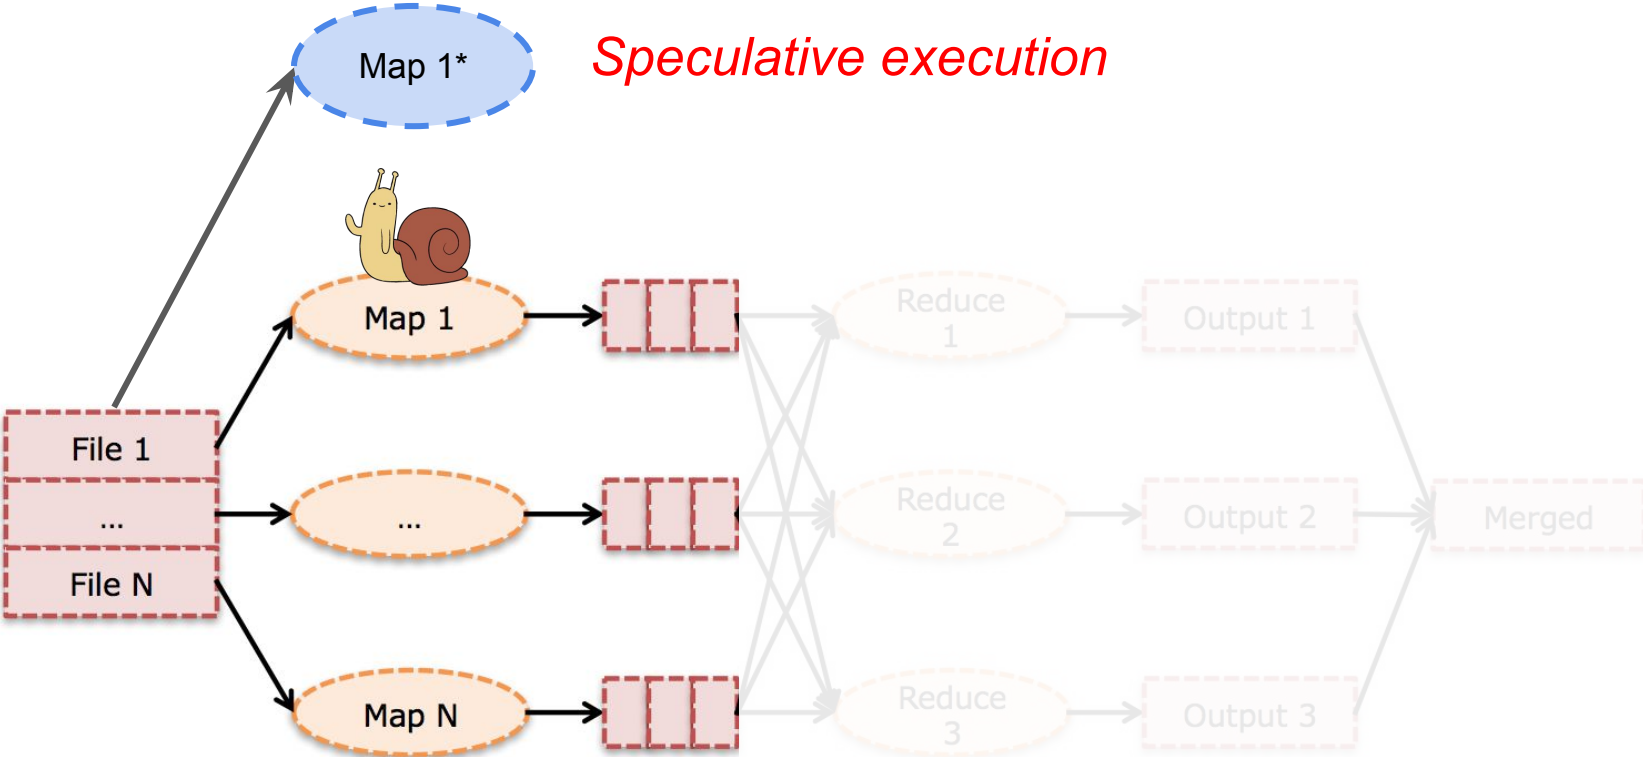 Map 1*
Speculative execution
Map 1
Reduce
1
Output 1
File 1
...
File N
...
Reduce
2
Output 2
Merged
Map N
Reduce
3
Output 3